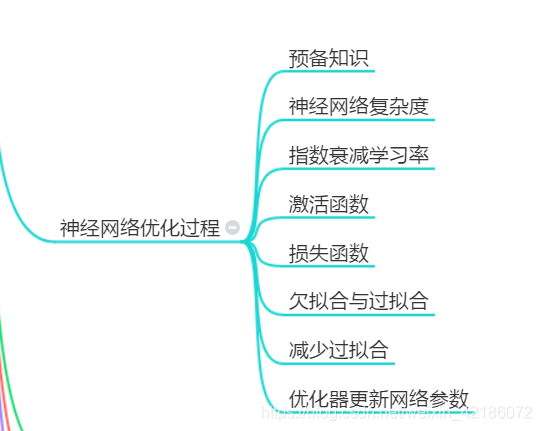 预备知识
神经网络复杂度
指数衰减学习率
激活函数
神经网络优化过程
损失函数
欠拟合与过拟合
减少过拟合
优化器更新网络参数
https://blog.csdn.net/weixin_42186072